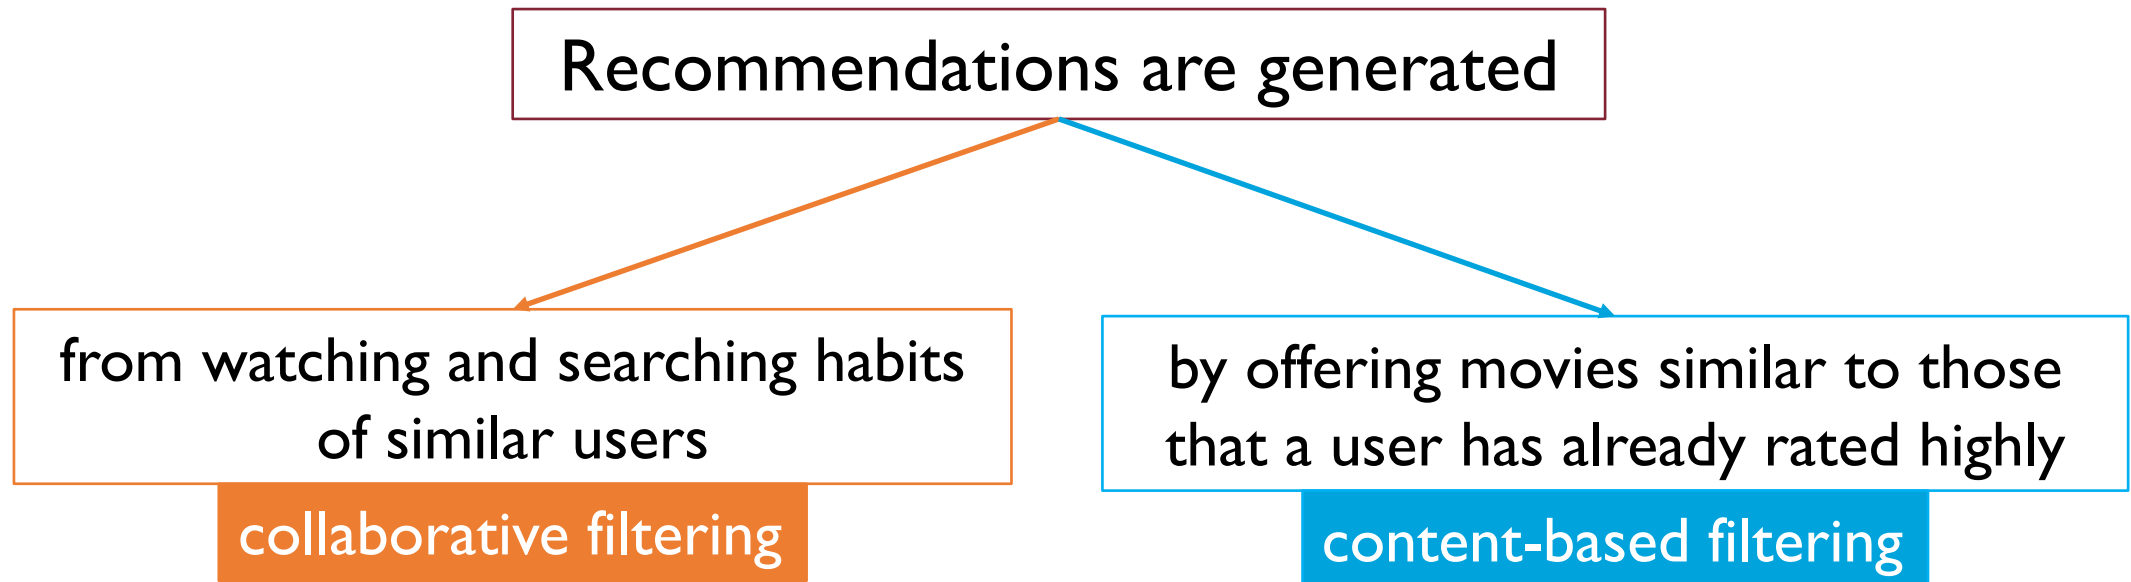 Recommendations are generated
from watching and searching habits
of similar users
collaborative filtering
by offering movies similar to those
that a user has already rated highly
content-based filtering